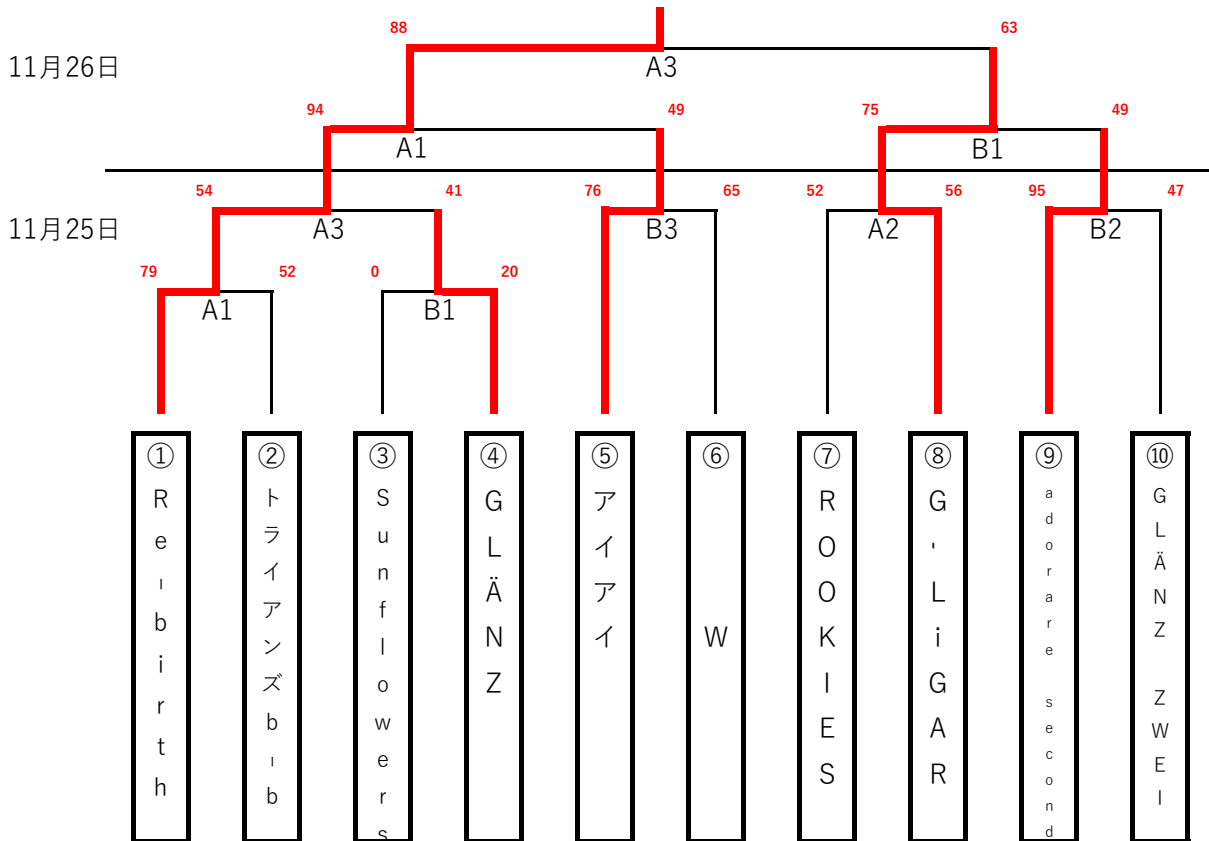 88 63
11月26日 A3
94 49 75 49
A1 B1
54 41 76 65 52 56 95 47
11月25日 A3 B3 A2 B2
79 52 0 20
A1 B1
① Re-birth
② トライアンズb-b
③ Sunflowers
④ GLÄNZ
⑤ アイアイ
⑥ W
⑦ ROOKIES
⑧ G'LiGAR
⑨ adorare second
⑩ GLÄNZ ZWEI